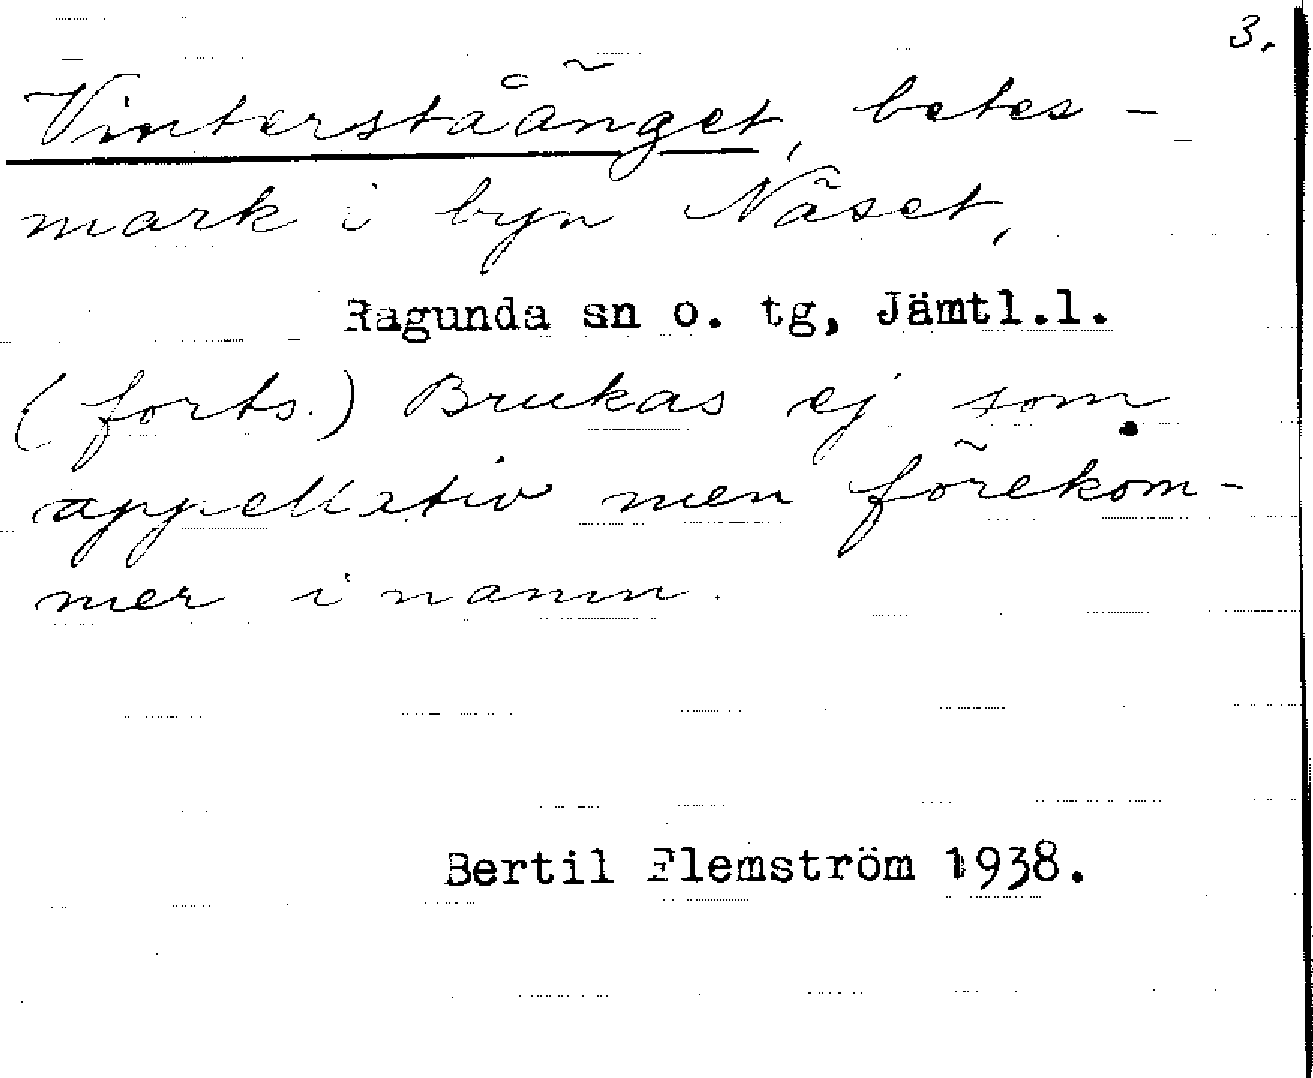 3.
Vinterståänget, betes-
mark i byn Näset,
Ragunda sn o. tg, Jämtl.l.
(forts.) Brukas ej som
appellativ men förekom-
mer i namn.
Bertil Flemström 1938.